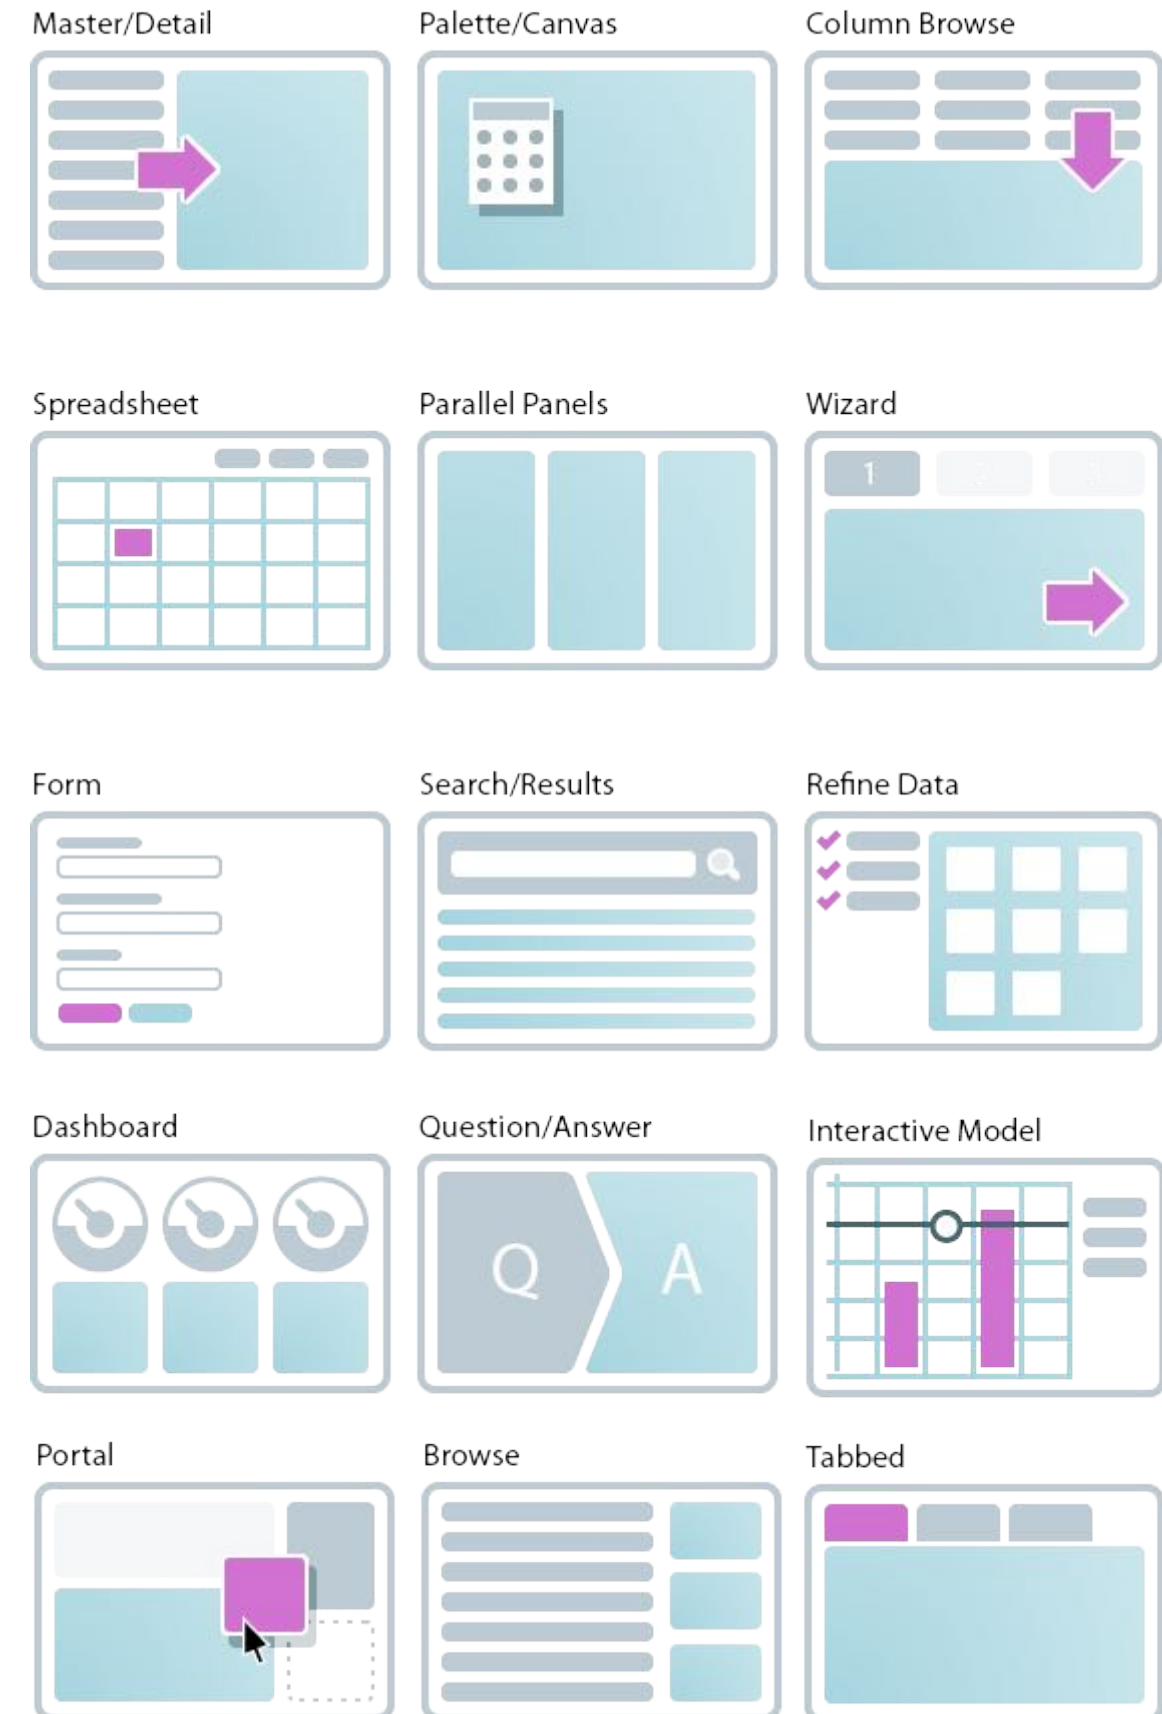 Master/Detail
Palette/Canvas
Column Browse
Spreadsheet
Parallel Panels
Wizard
1
Form
Search/Results
Refine Data
Dashboard
Question/Answer
Interactive Model
Q
A
Portal
Browse
Tabbed